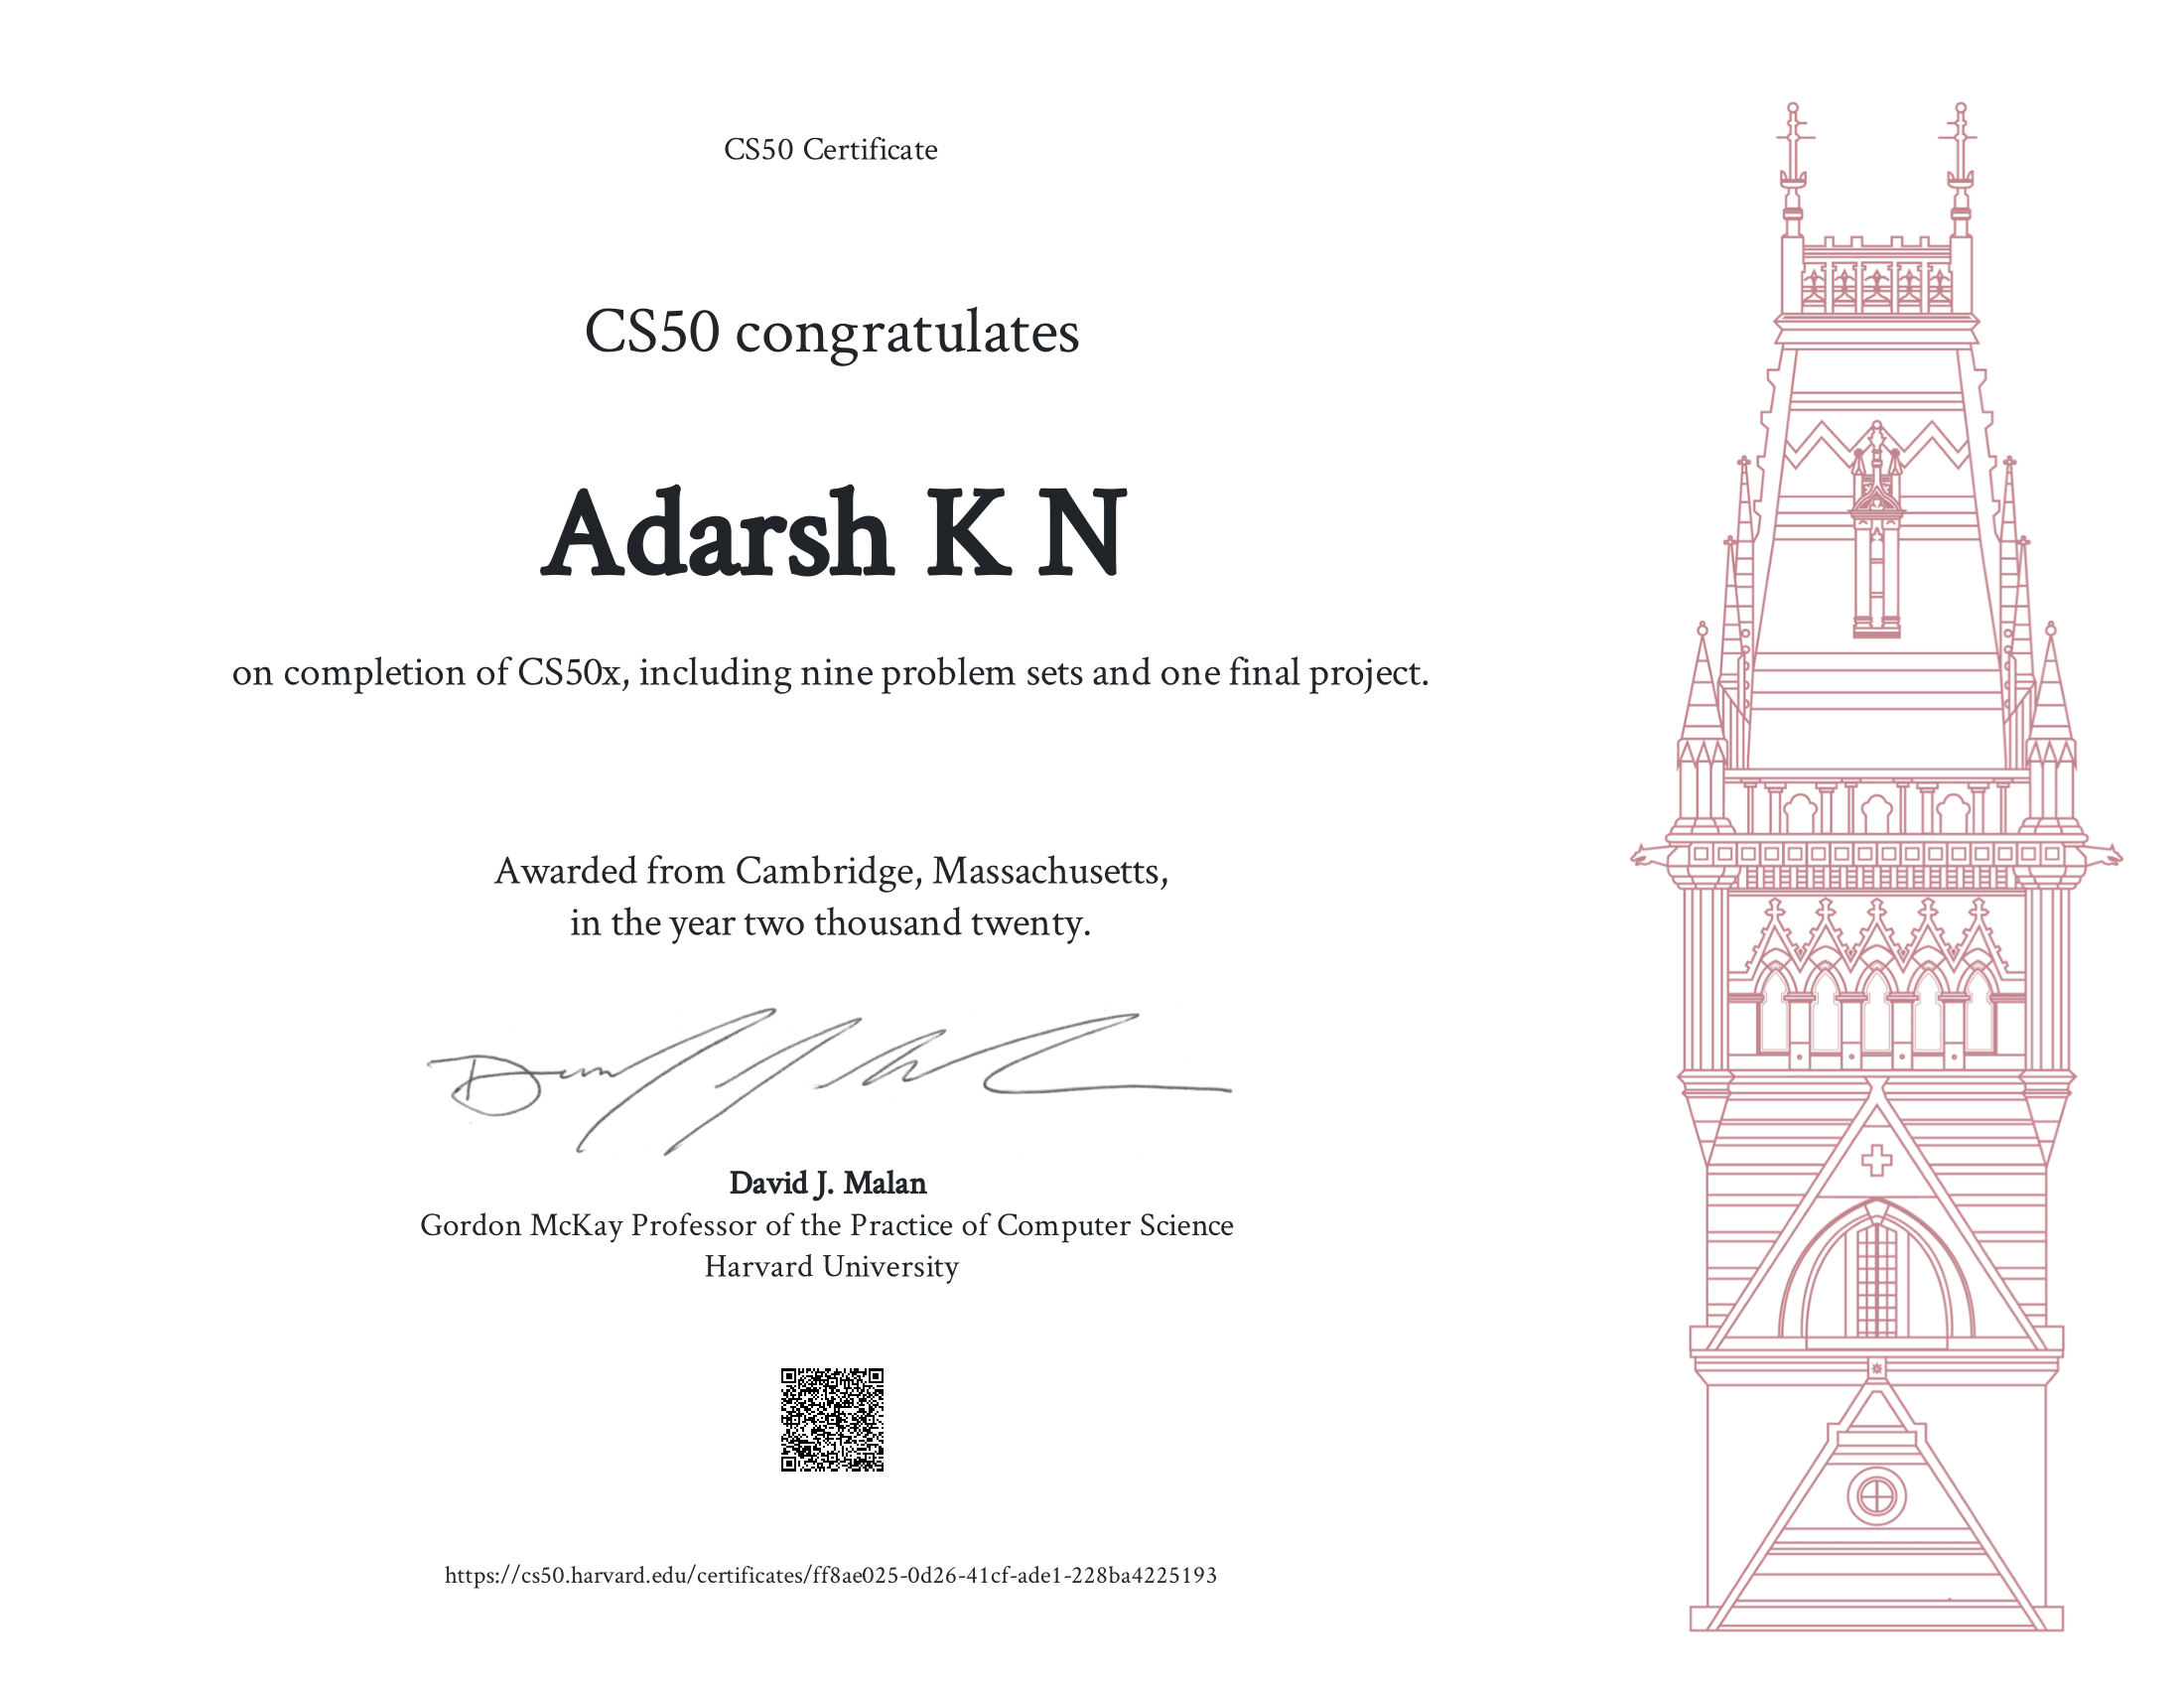 CS50 Certificate
CS50 congratulates
Adarsh K N
on completion of CS50x, including nine problem sets and one final project.
Awarded from Cambridge, Massachusetts,
in the year two thousand twenty.
David J. Malan
Gordon McKay Professor of the Practice of Computer Science
Harvard University
https://cs50.harvard.edu/certificates/ff8ae025-0d26-41cf-ade1-228ba4225193